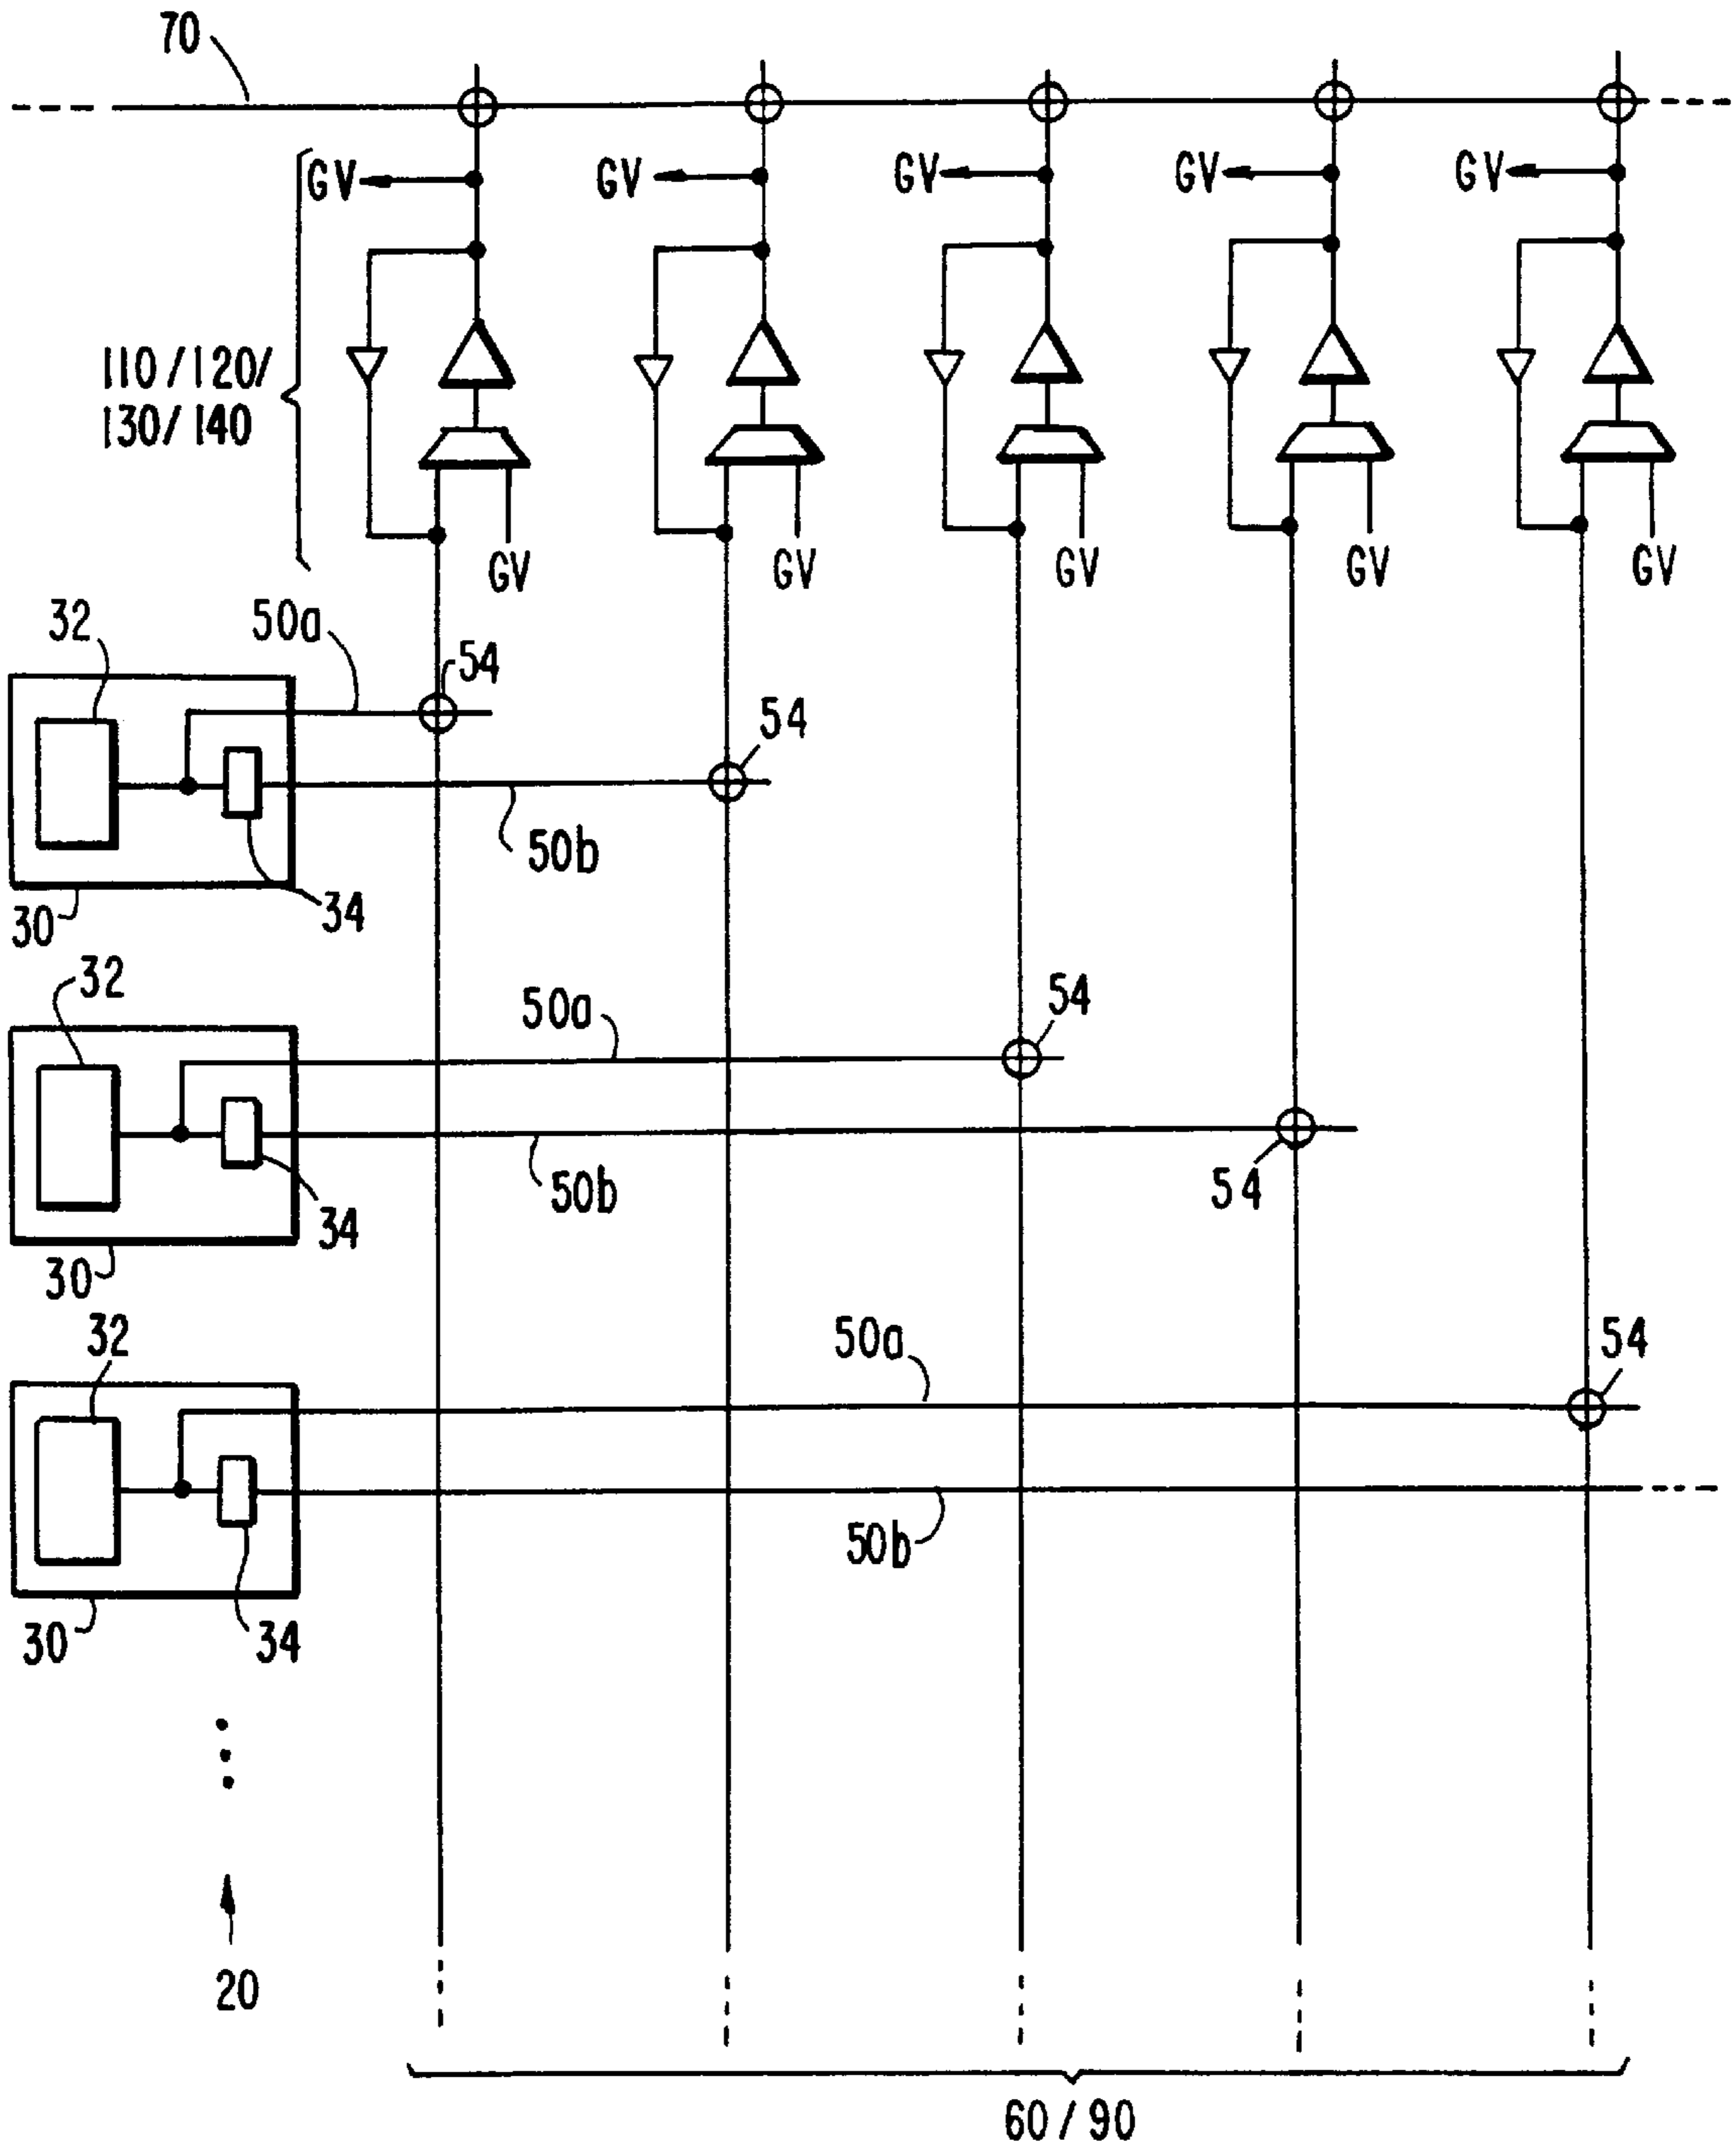 70
GV GV GV GV GV
110/120/
130/140
GV GV GV GV GV
32 50a 54
54
50b
30 34
32 50a 54
50b 54
34
30
32 50a 54
50b
30 34
20
60/90